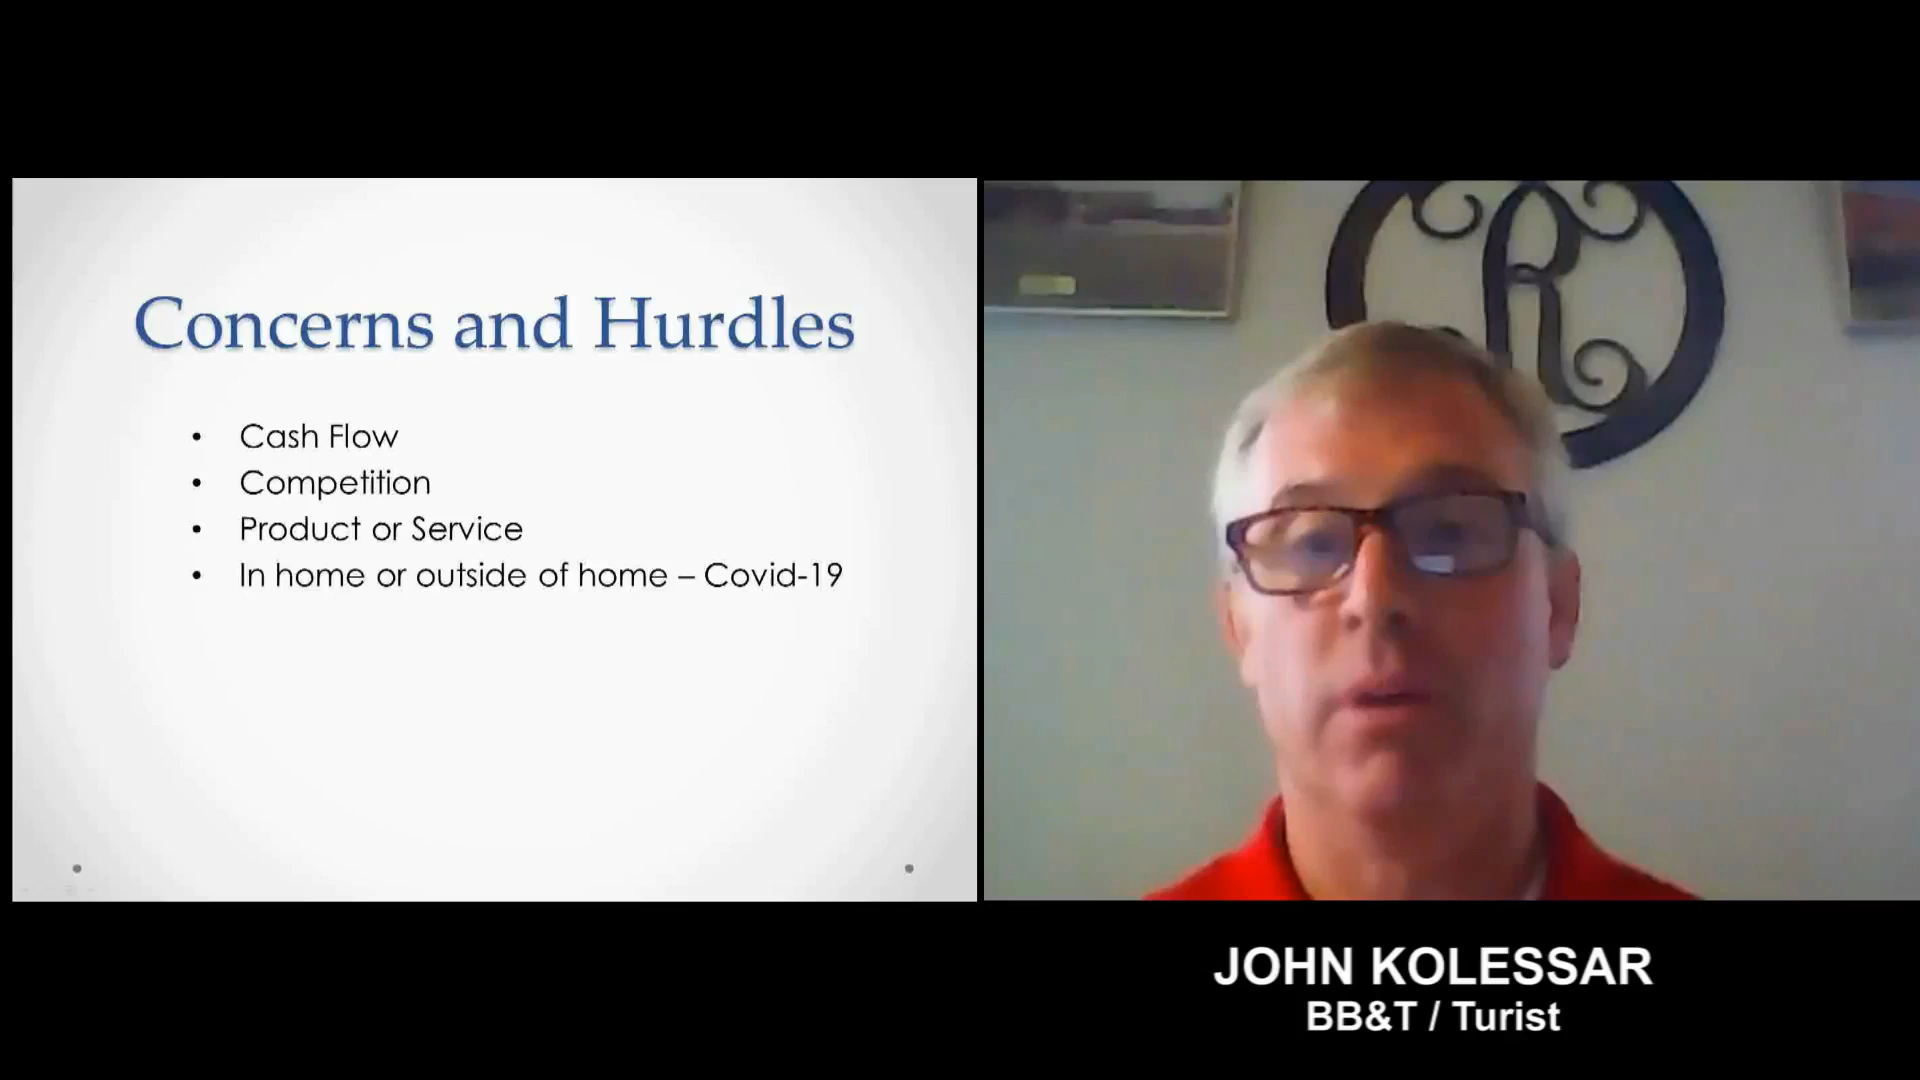 Concerns and Hurdles
• Cash Flow
• Competition
• Product or Service
• In home or outside of home – Covid-19
R
JOHN KOLESSAR
BB&T / Turist